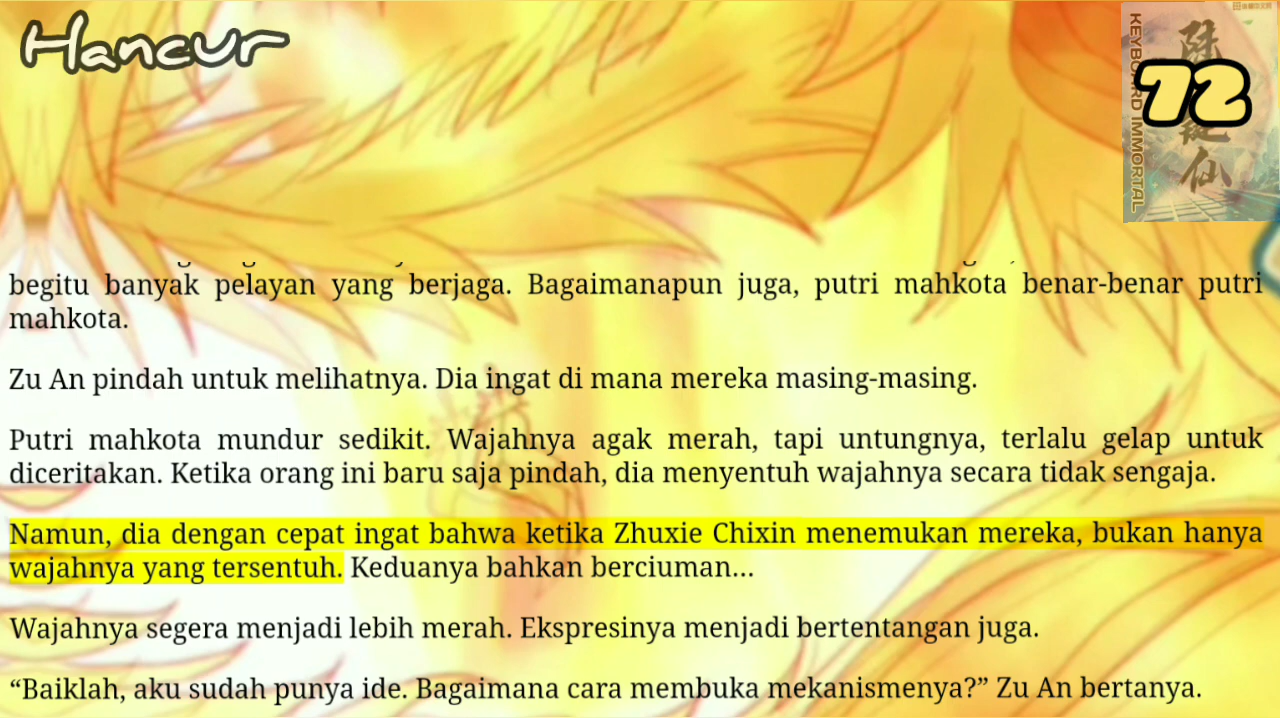 Hancur
72
KEYBOARD IMMORTAL
begitu banyak pelayan yang berjaga. Bagaimanapun juga, putri mahkota benar-benar putri
mahkota.
Zu An pindah untuk melihatnya. Dia ingat di mana mereka masing-masing.
Putri mahkota mundur sedikit. Wajahnya agak merah, tapi untungnya, terlalu gelap untuk
diceritakan. Ketika orang ini baru saja pindah, dia menyentuh wajahnya secara tidak sengaja.
Namun, dia dengan cepat ingat bahwa ketika Zhuxie Chixin menemukan mereka, bukan hanya
wajahnya yang tersentuh. Keduanya bahkan berciuman...
Wajahnya segera menjadi lebih merah. Ekspresinya menjadi bertentangan juga.
“Baiklah, aku sudah punya ide. Bagaimana cara membuka mekanismenya?” Zu An bertanya.